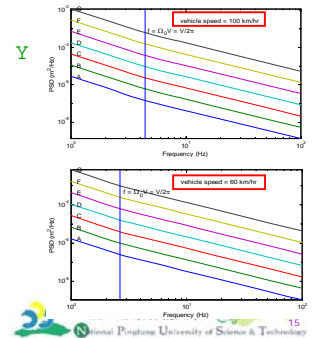 Y
vehicle speed = 100 km/hr
f = Ω₀V = V/2π
G
F
E
D
C
B
A
PSD (m²/Hz)
10⁰
10¹
10²
Frequency (Hz)
vehicle speed = 60 km/hr
f = Ω₀V = V/2π
G
F
E
D
C
B
A
PSD (m²/Hz)
10⁰
10¹
10²
Frequency (Hz)
15
National Pingtung University of Science & Technology